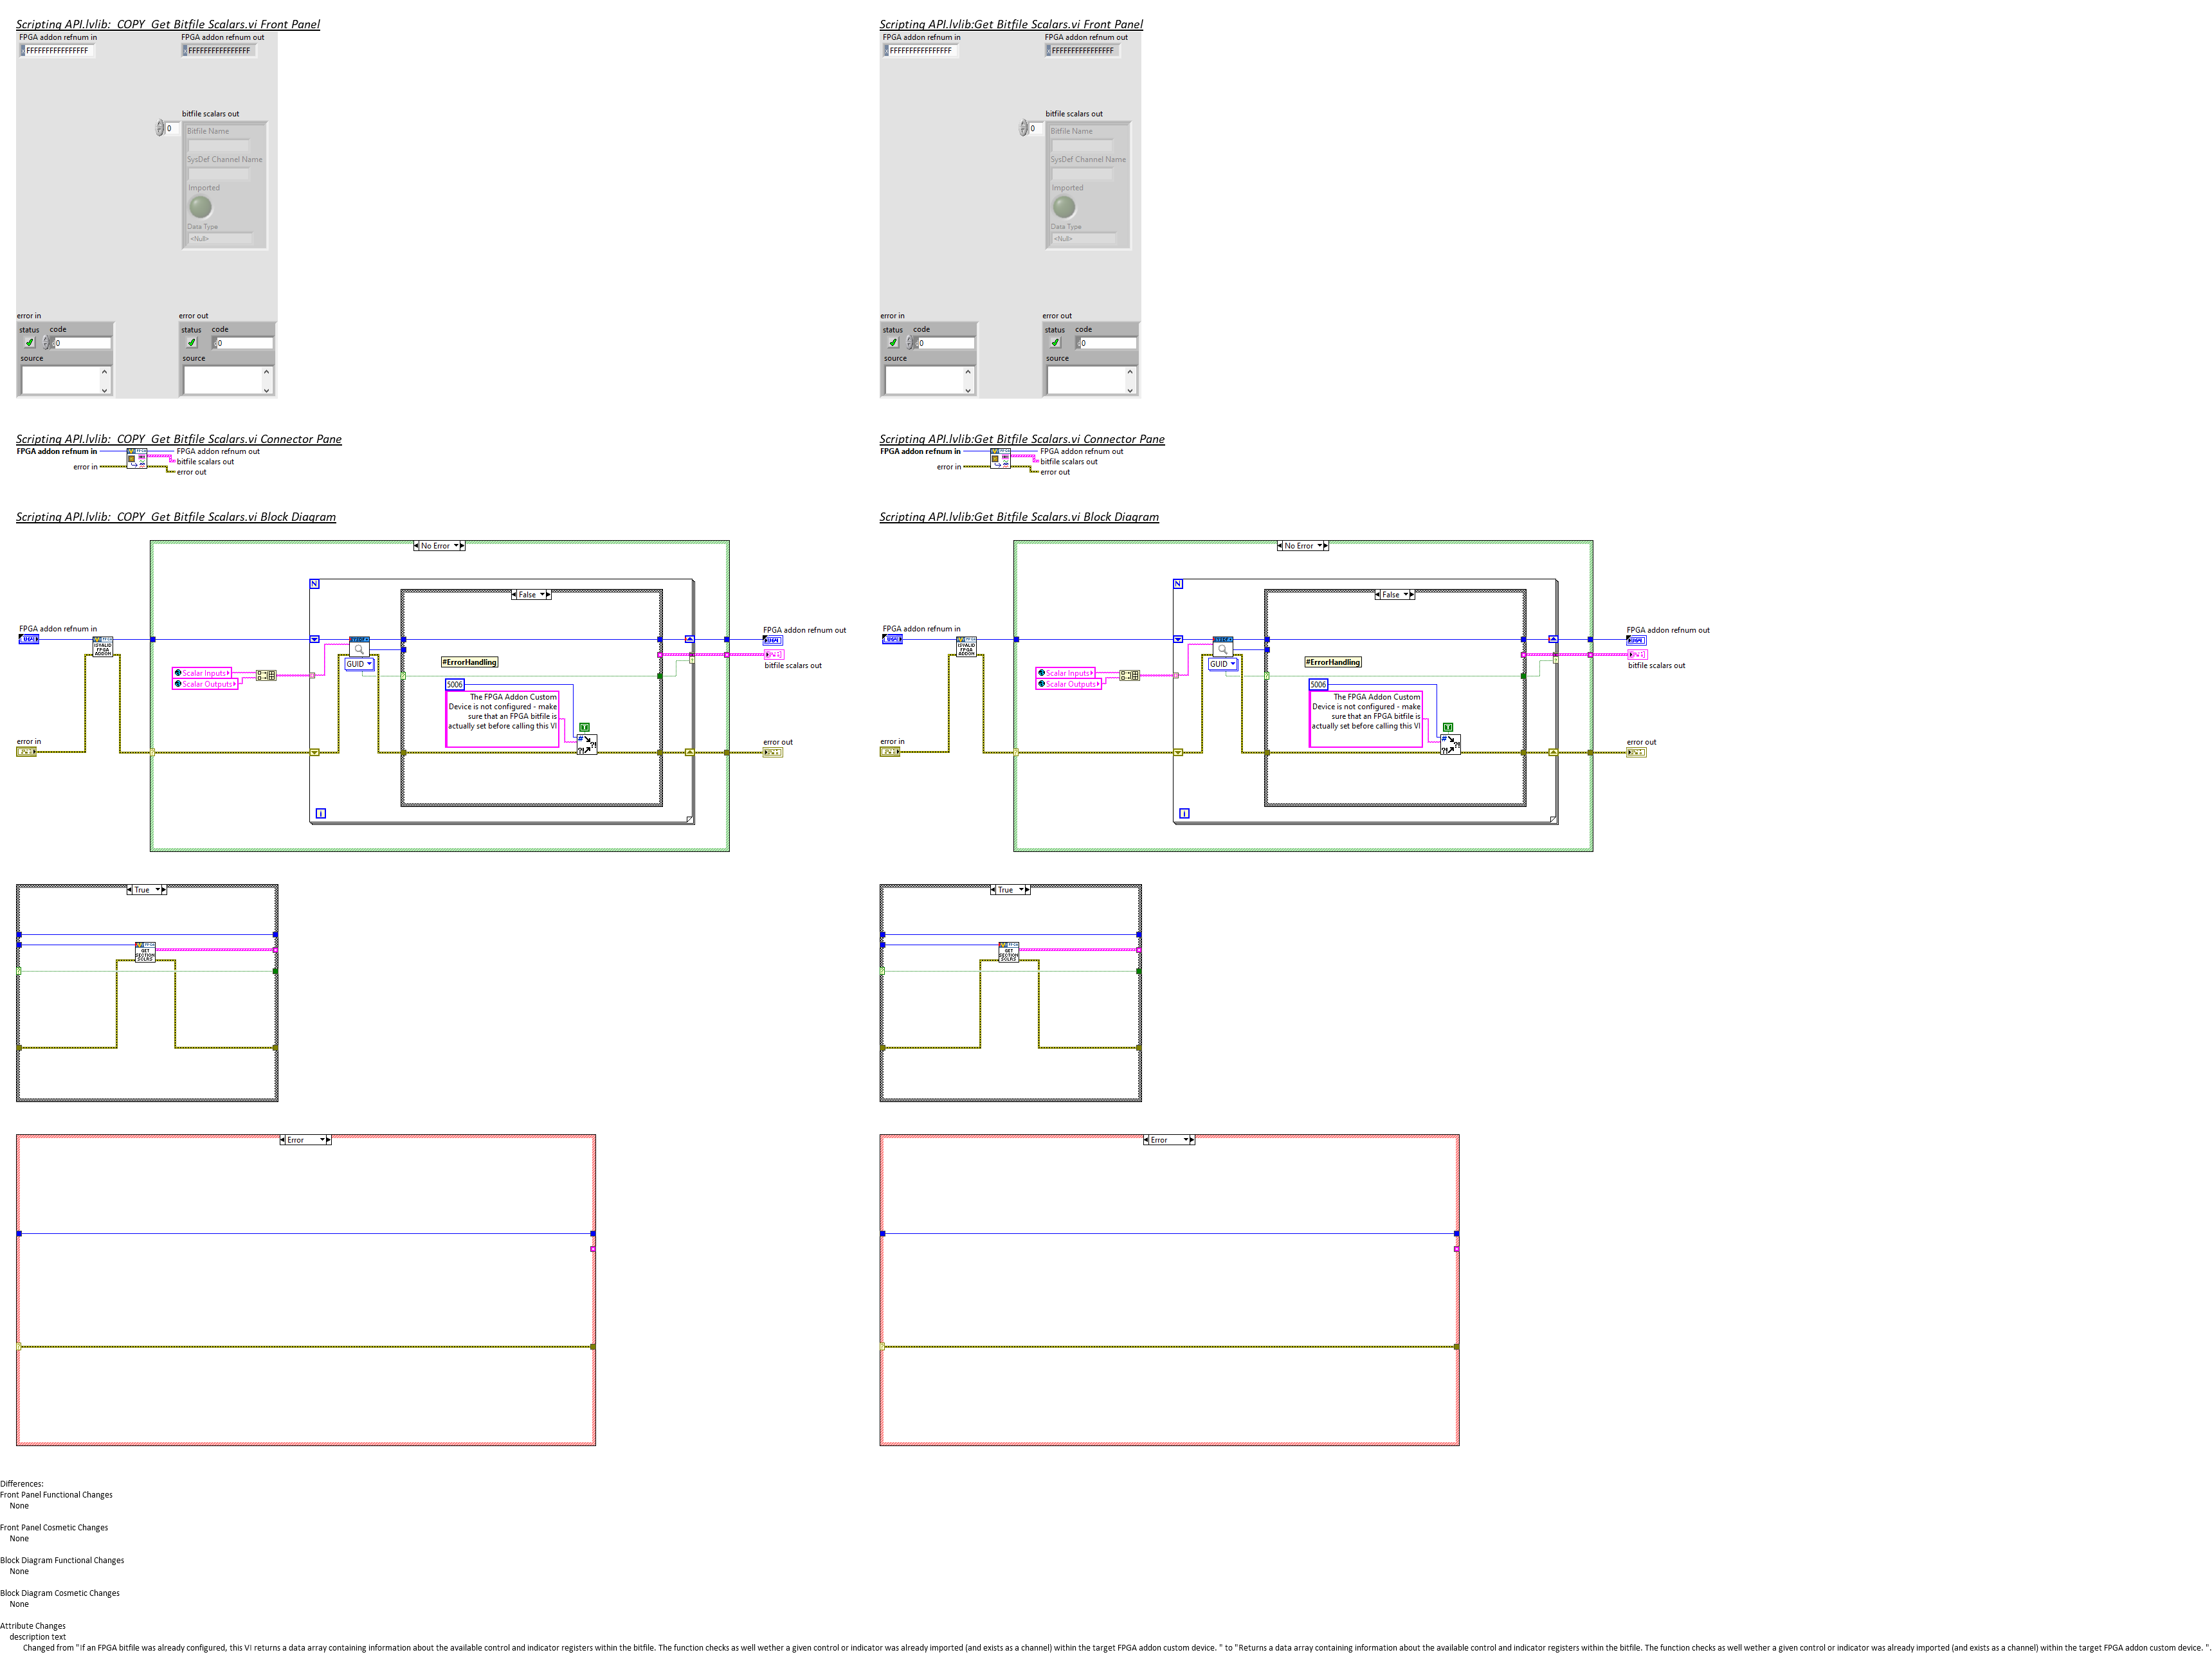 Scripting API.lvlib:_COPY_Get Bitfile Scalars.vi Front Panel
FPGA addon refnum in
FPGA addon refnum out
FFFFFFFFFFFFFFFF
FFFFFFFFFFFFFFFF
bitfile scalars out
0
Bitfile Name
SysDef Channel Name
Imported
Data Type
<Null>
error in
error out
status
code
status
code
0
0
source
source
Scripting API.lvlib:_COPY_Get Bitfile Scalars.vi Connector Pane
FPGA addon refnum in
FPGA addon refnum out
bitfile scalars out
error in
error out
Scripting API.lvlib:_COPY_Get Bitfile Scalars.vi Block Diagram
No Error
N
False
FPGA addon refnum in
FPGA addon refnum out
ISVALID
FPGA
ADDON
GUID
#ErrorHandling
bitfile scalars out
Scalar Inputs
Scalar Outputs
5006
The FPGA Addon Custom
Device is not configured - make
sure that an FPGA bitfile is
actually set before calling this VI
error in
error out
i
True
GET
SECTION
SCLRS
Error
Scripting API.lvlib:Get Bitfile Scalars.vi Front Panel
FPGA addon refnum in
FPGA addon refnum out
FFFFFFFFFFFFFFFF
FFFFFFFFFFFFFFFF
bitfile scalars out
0
Bitfile Name
SysDef Channel Name
Imported
Data Type
<Null>
error in
error out
status
code
status
code
0
0
source
source
Scripting API.lvlib:Get Bitfile Scalars.vi Connector Pane
FPGA addon refnum in
FPGA addon refnum out
bitfile scalars out
error in
error out
Scripting API.lvlib:Get Bitfile Scalars.vi Block Diagram
No Error
N
False
FPGA addon refnum in
FPGA addon refnum out
ISVALID
FPGA
ADDON
GUID
#ErrorHandling
bitfile scalars out
Scalar Inputs
Scalar Outputs
5006
The FPGA Addon Custom
Device is not configured - make
sure that an FPGA bitfile is
actually set before calling this VI
error in
error out
i
True
GET
SECTION
SCLRS
Error
Differences:
Front Panel Functional Changes
None
Front Panel Cosmetic Changes
None
Block Diagram Functional Changes
None
Block Diagram Cosmetic Changes
None
Attribute Changes
description text
Changed from "If an FPGA bitfile was already configured, this VI returns a data array containing information about the available control and indicator registers within the bitfile. The function checks as well wether a given control or indicator was already imported (and exists as a channel) within the target FPGA addon custom device. " to "Returns a data array containing information about the available control and indicator registers within the bitfile. The function checks as well wether a given control or indicator was already imported (and exists as a channel) within the target FPGA addon custom device. ".